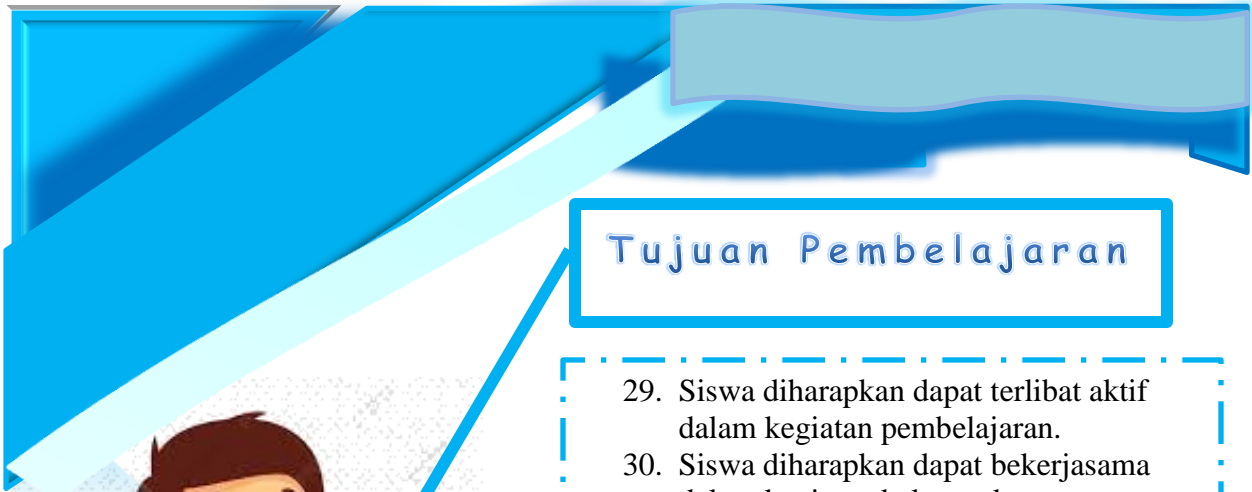 Tujuan Pembelajaran
29. Siswa diharapkan dapat terlibat aktif
dalam kegiatan pembelajaran.
30. Siswa diharapkan dapat bekerjasama